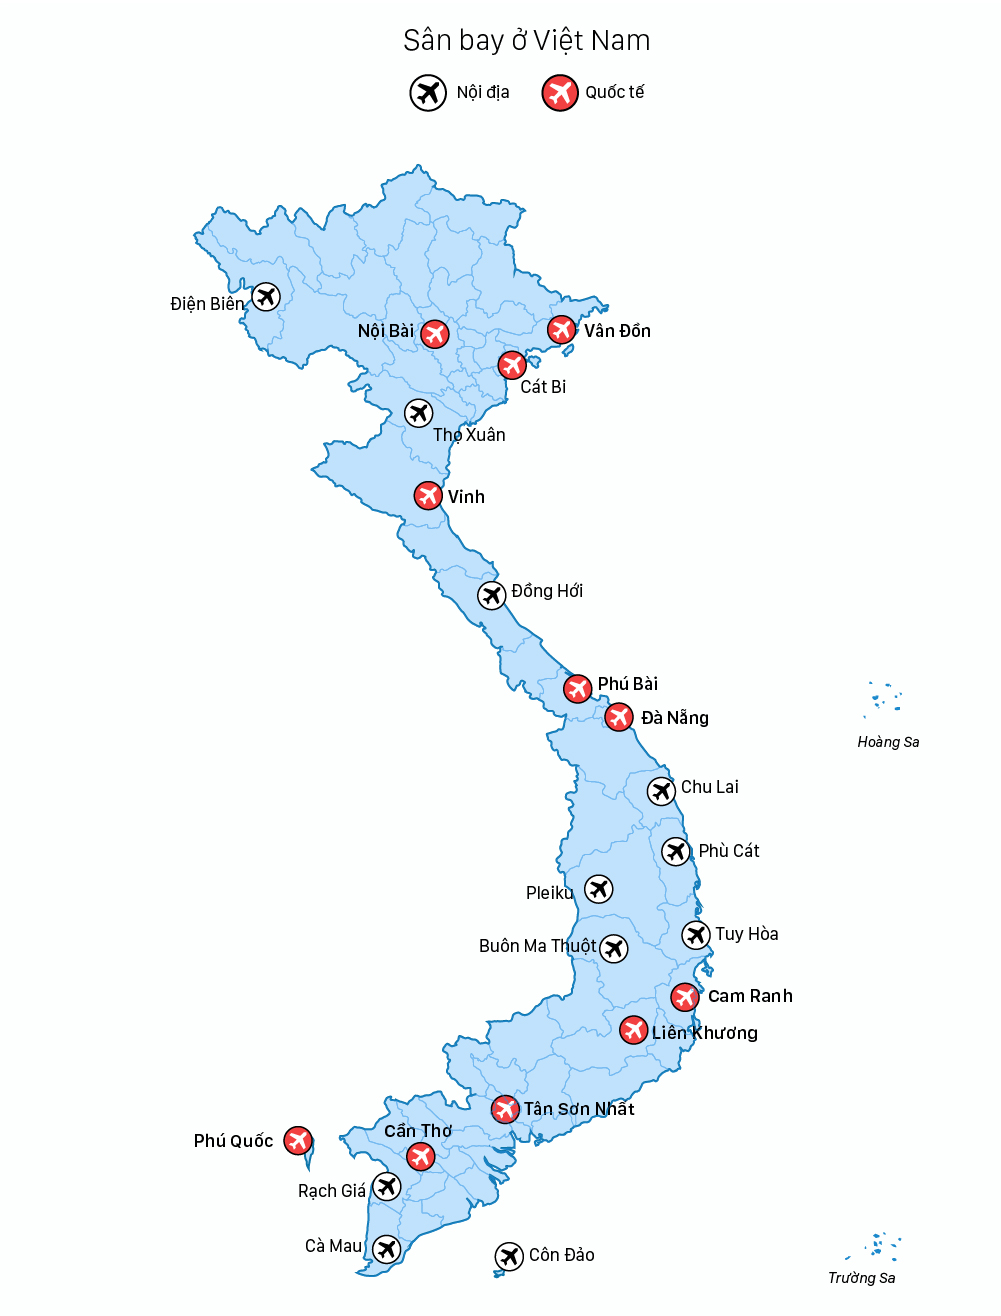 Sân bay ở Việt Nam
Nội địa
Quốc tế
Điện Biên
Nội Bài
Vân Đồn
Cát Bi
Thọ Xuân
Vinh
Đồng Hới
Phú Bài
Đà Nẵng
Hoàng Sa
Chu Lai
Phù Cát
Pleiku
Tuy Hòa
Buôn Ma Thuột
Cam Ranh
Liên Khương
Tân Sơn Nhất
Cần Thơ
Phú Quốc
Rạch Giá
Cà Mau
Côn Đảo
Trường Sa